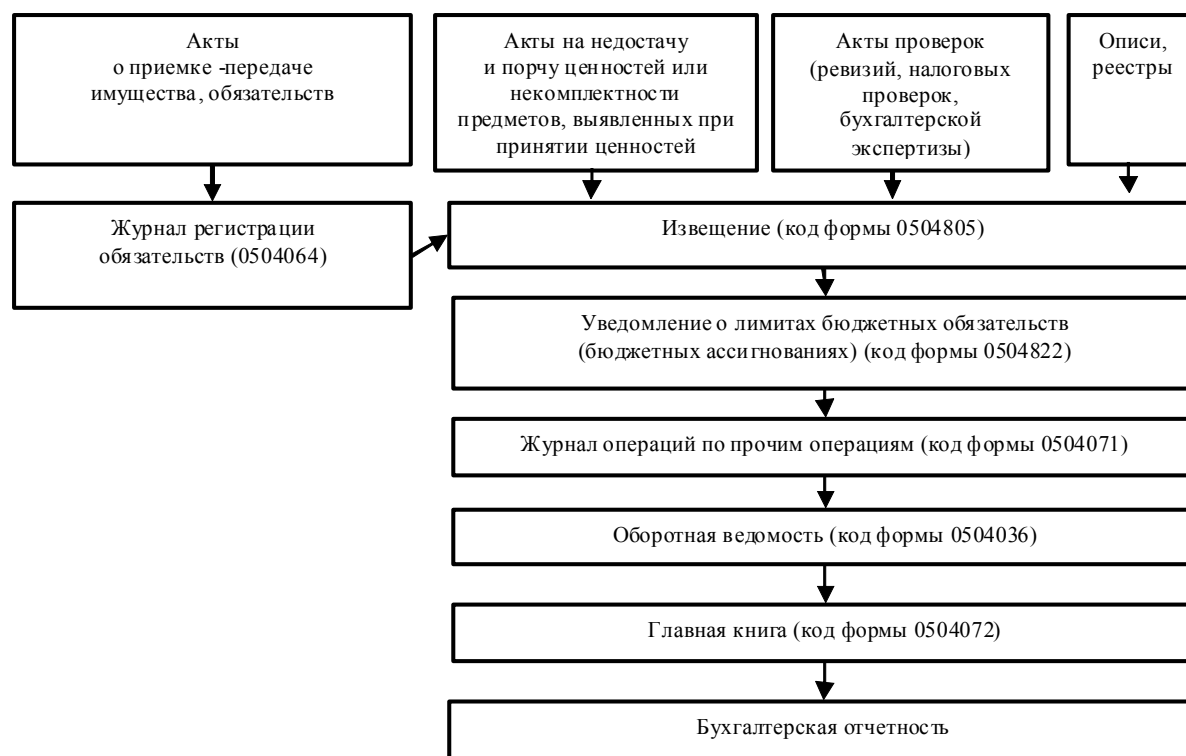 Акты
о приемке -передаче
имущества, обязательств
Акты на недостачу
и порчу ценностей или
некомплектности
предметов, выявленных при
принятии ценностей
Акты проверок
(ревизий, налоговых
проверок,
бухгалтерской
экспертизы)
Описи,
реестры
Журнал регистрации
обязательств (0504064)
Извещение (код формы 0504805)
Уведомление о лимитах бюджетных обязательств
(бюджетных ассигнованиях) (код формы 0504822)
Журнал операций по прочим операциям (код формы 0504071)
Оборотная ведомость (код формы 0504036)
Главная книга (код формы 0504072)
Бухгалтерская отчетность